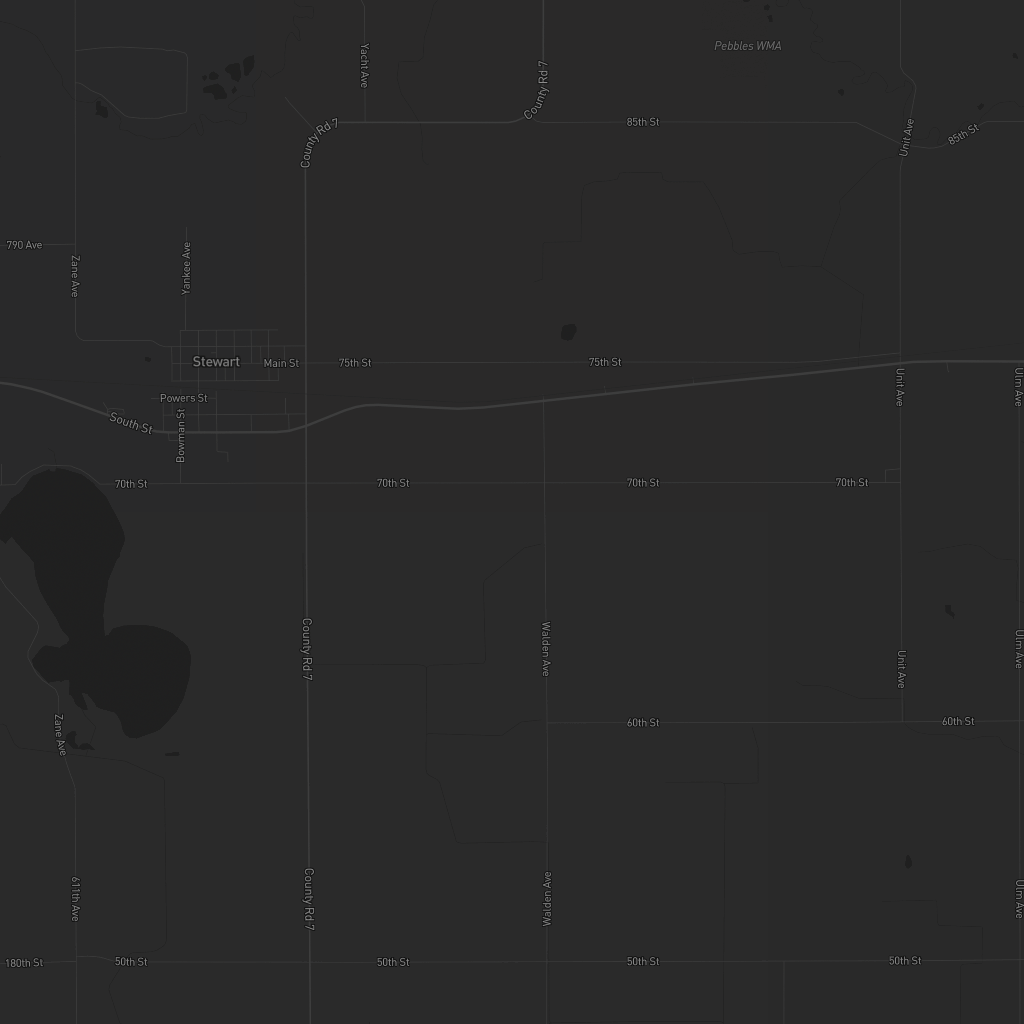 Pebbles WMA
Yacht Ave
County Rd 7
County Rd 7
85th St
Unit Ave
85th St
790 Ave
Zane Ave
Yankee Ave
Stewart
Main St
75th St
75th St
Unit Ave
Ulm Ave
Powers St
South St
Bowman St
70th St
70th St
70th St
70th St
County Rd 7
Walden Ave
Unit Ave
Ulm Ave
Zane Ave
60th St
60th St
611th Ave
County Rd 7
Walden Ave
Ulm Ave
180th St
50th St
50th St
50th St
50th St